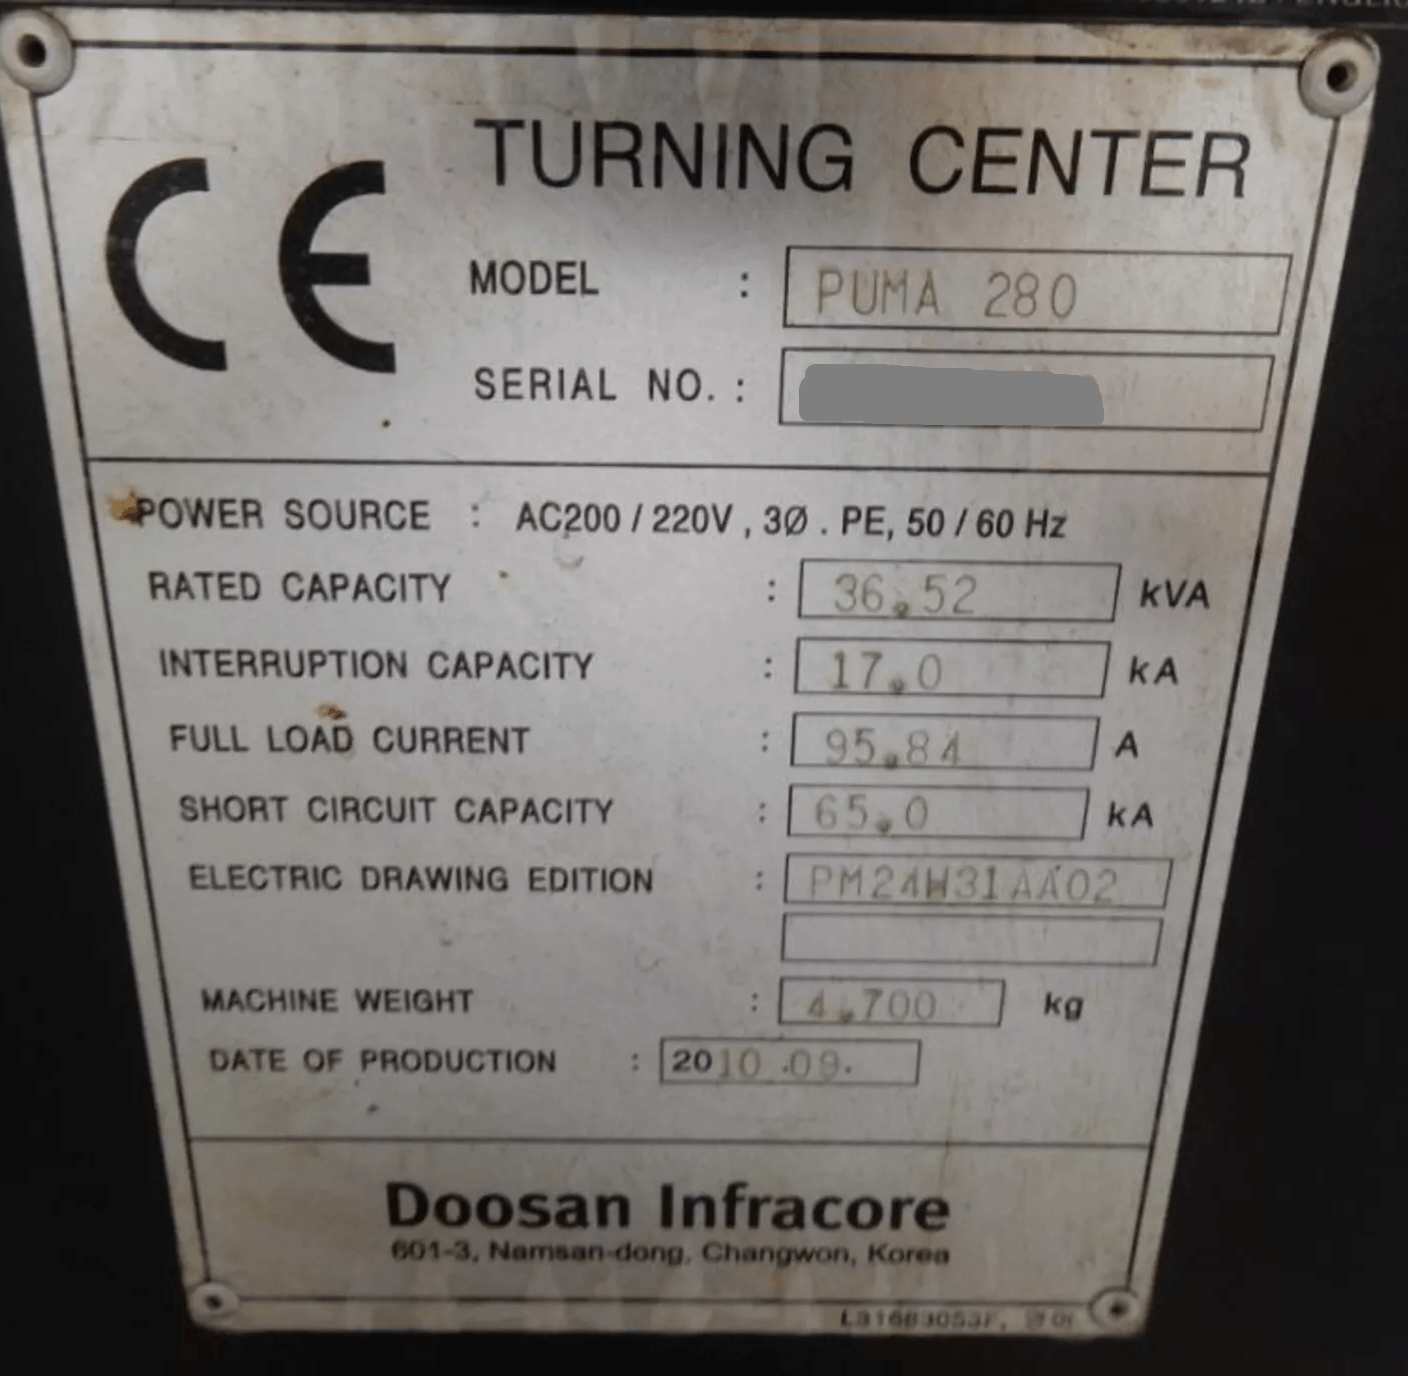 CE
TURNING CENTER
MODEL : PUMA 280
SERIAL NO. :
POWER SOURCE : AC200 / 220V , 3Ø . PE, 50 / 60 Hz
RATED CAPACITY : 36.52 kVA
INTERRUPTION CAPACITY : 17.0 kA
FULL LOAD CURRENT : 95.84 A
SHORT CIRCUIT CAPACITY : 65.0 kA
ELECTRIC DRAWING EDITION : PM24W31AA02
MACHINE WEIGHT : 4.700 kg
DATE OF PRODUCTION : 2010 .09.
Doosan Infracore
601-3, Namsan-dong, Changwon, Korea